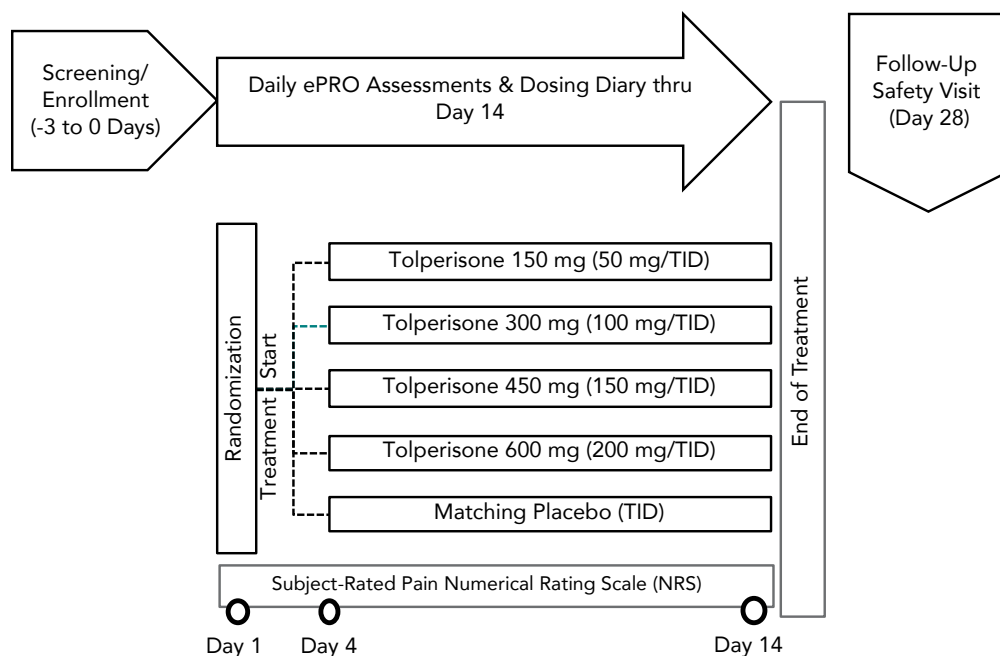 Screening/
Enrollment
(-3 to 0 Days)
Daily ePRO Assessments & Dosing Diary thru
Day 14
Follow-Up
Safety Visit
(Day 28)
Randomization
Treatment Start
Tolperisone 150 mg (50 mg/TID)
Tolperisone 300 mg (100 mg/TID)
Tolperisone 450 mg (150 mg/TID)
Tolperisone 600 mg (200 mg/TID)
Matching Placebo (TID)
End of Treatment
Subject-Rated Pain Numerical Rating Scale (NRS)
Day 1
Day 4
Day 14